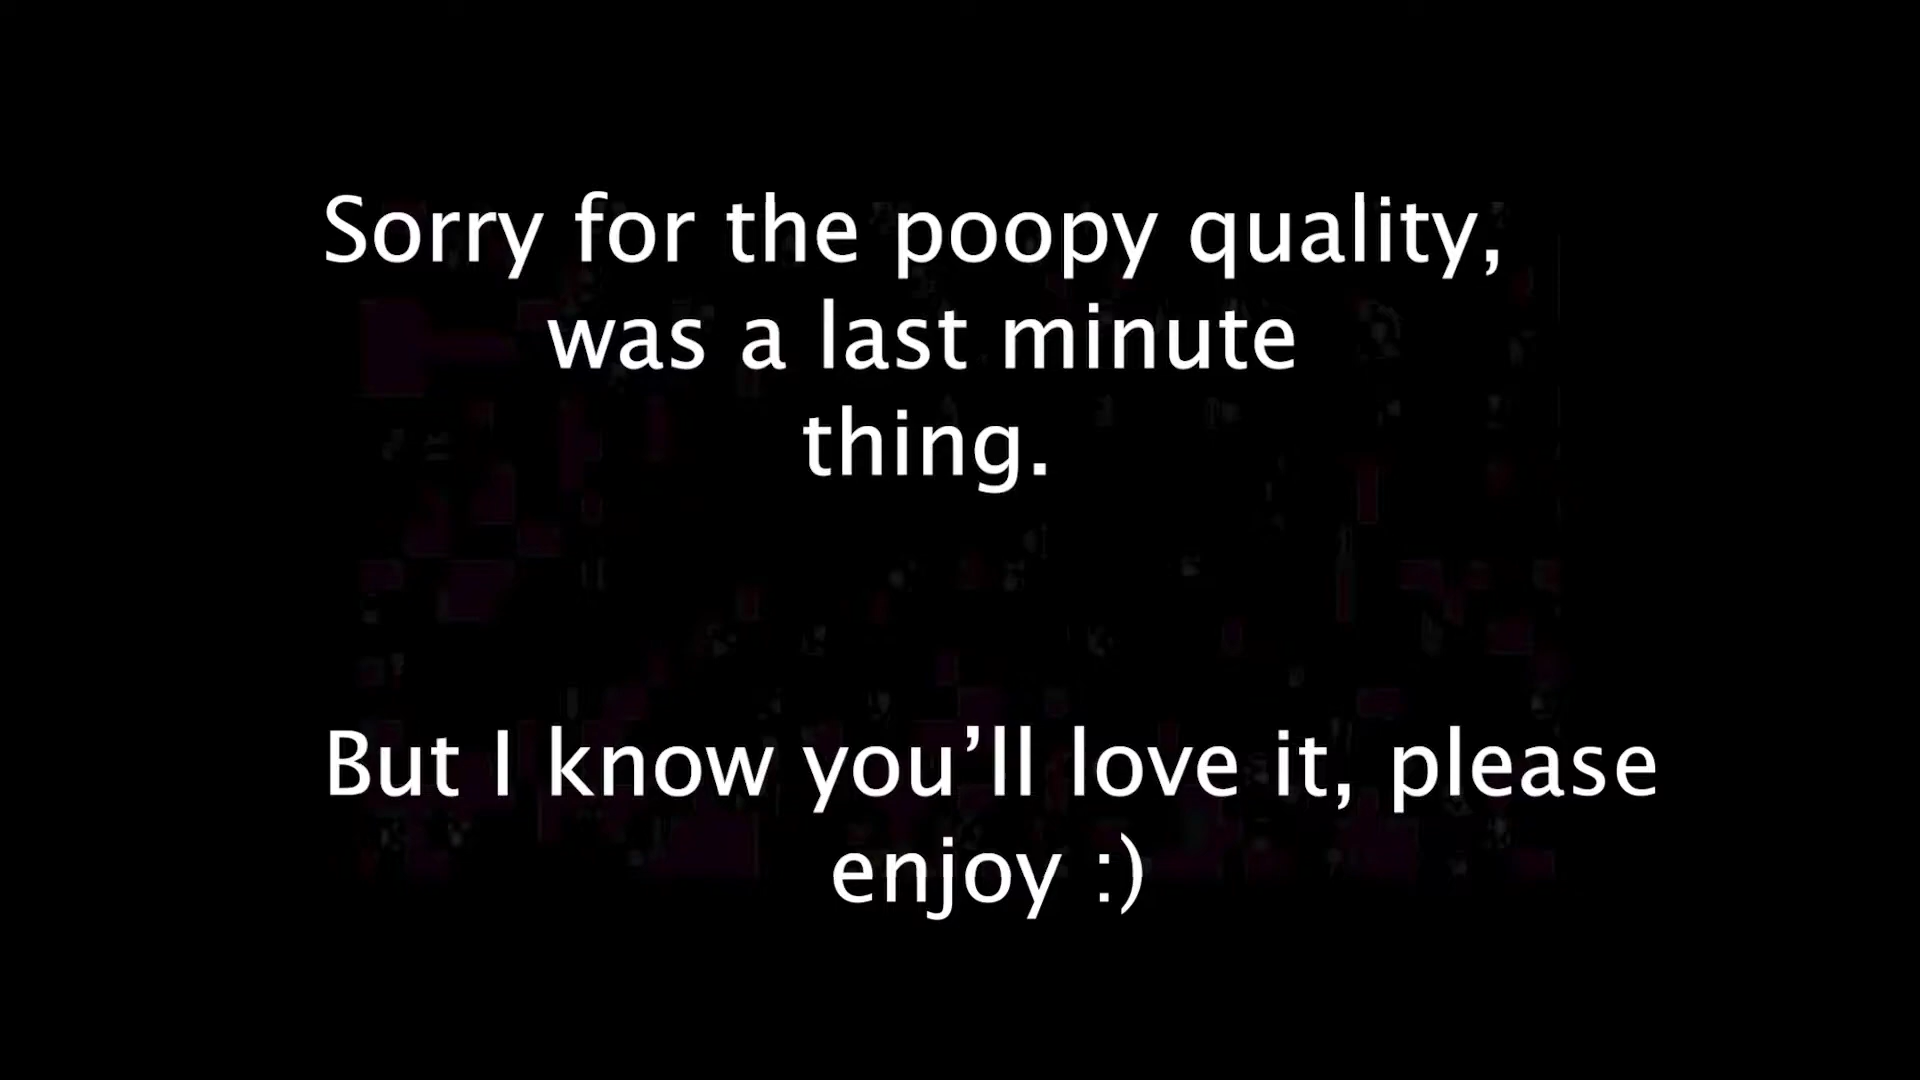 Sorry for the poopy quality,
was a last minute
thing.
But I know you’ll love it, please
enjoy :)